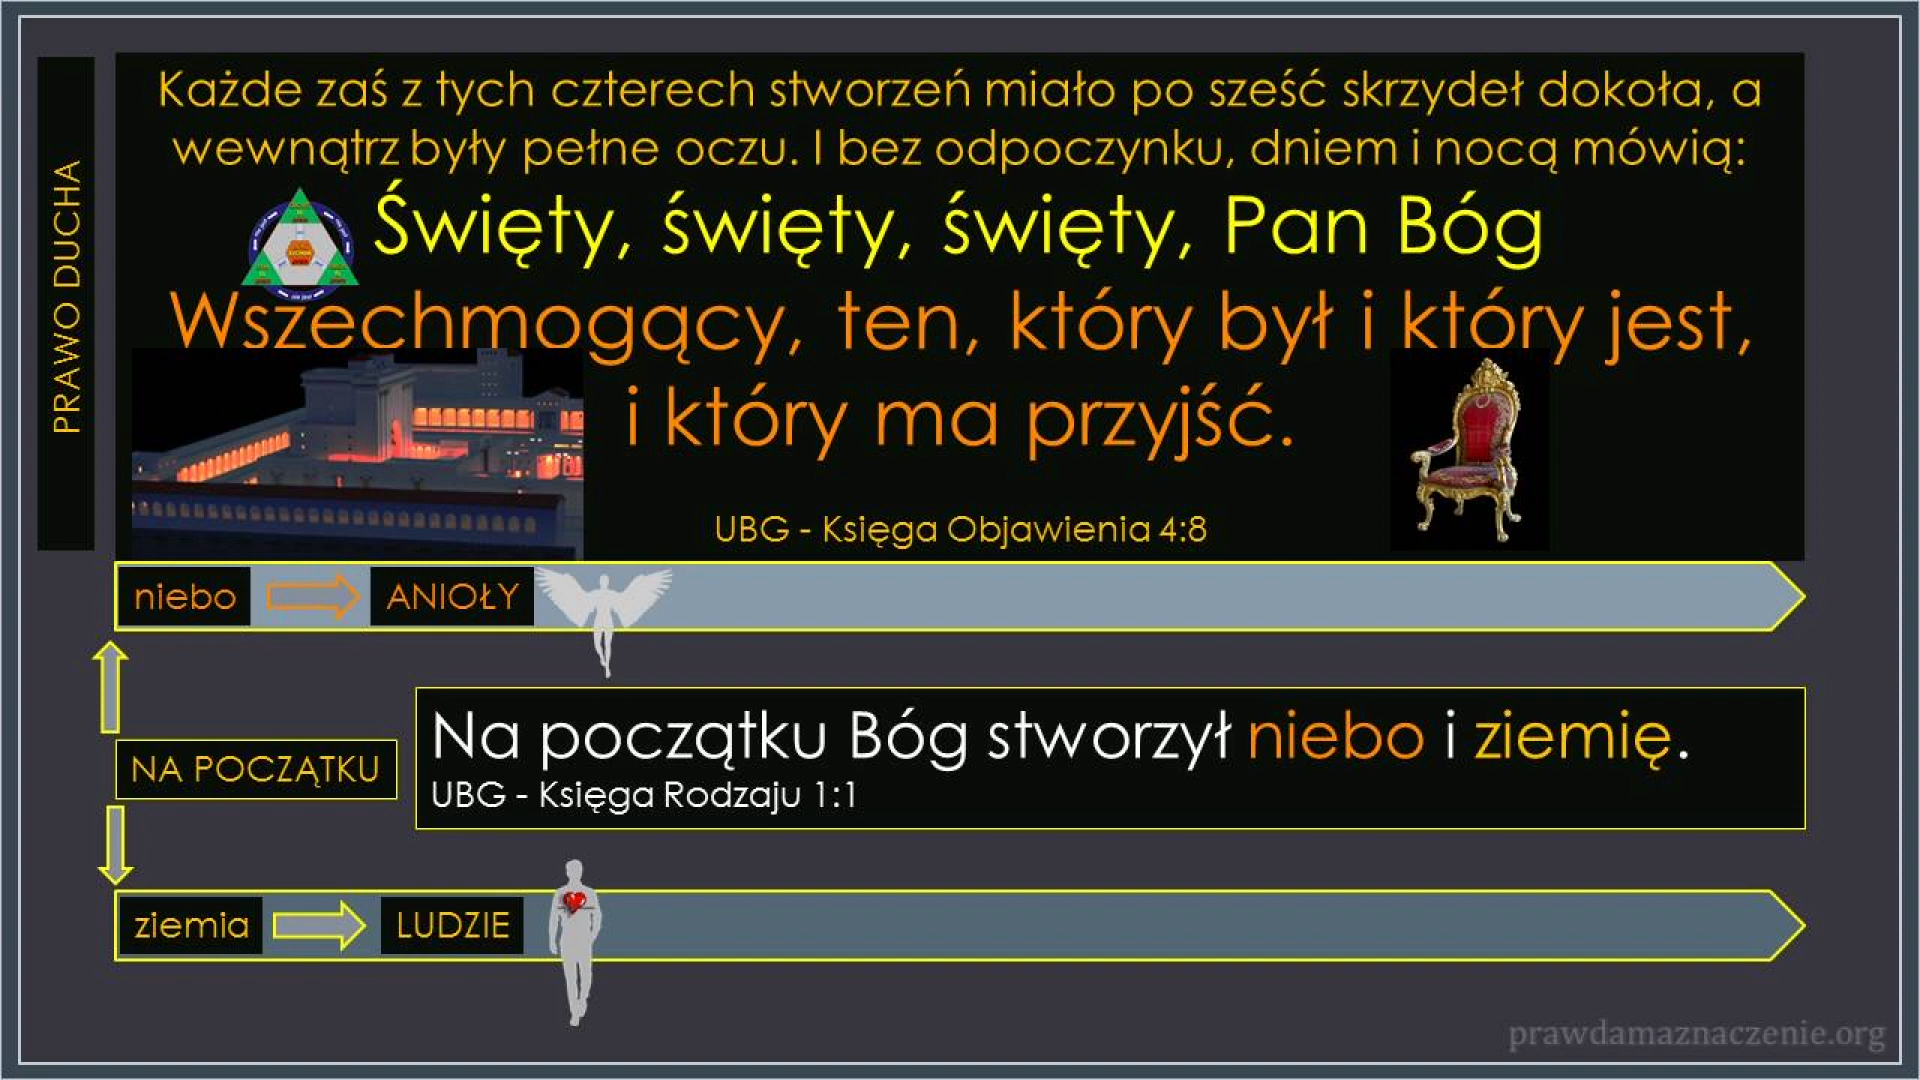 PRAWO DUCHA
Każde zaś z tych czterech stworzeń miało po sześć skrzydeł dokoła, a
wewnątrz były pełne oczu. I bez odpoczynku, dniem i nocą mówią:
Święty, święty, święty, Pan Bóg
Wszechmogący, ten, który był i który jest,
i który ma przyjść.
UBG - Księga Objawienia 4:8
niebo
ANIOŁY
NA POCZĄTKU
Na początku Bóg stworzył niebo i ziemię.
UBG - Księga Rodzaju 1:1
ziemia
LUDZIE
prawdamaznaczenie.org